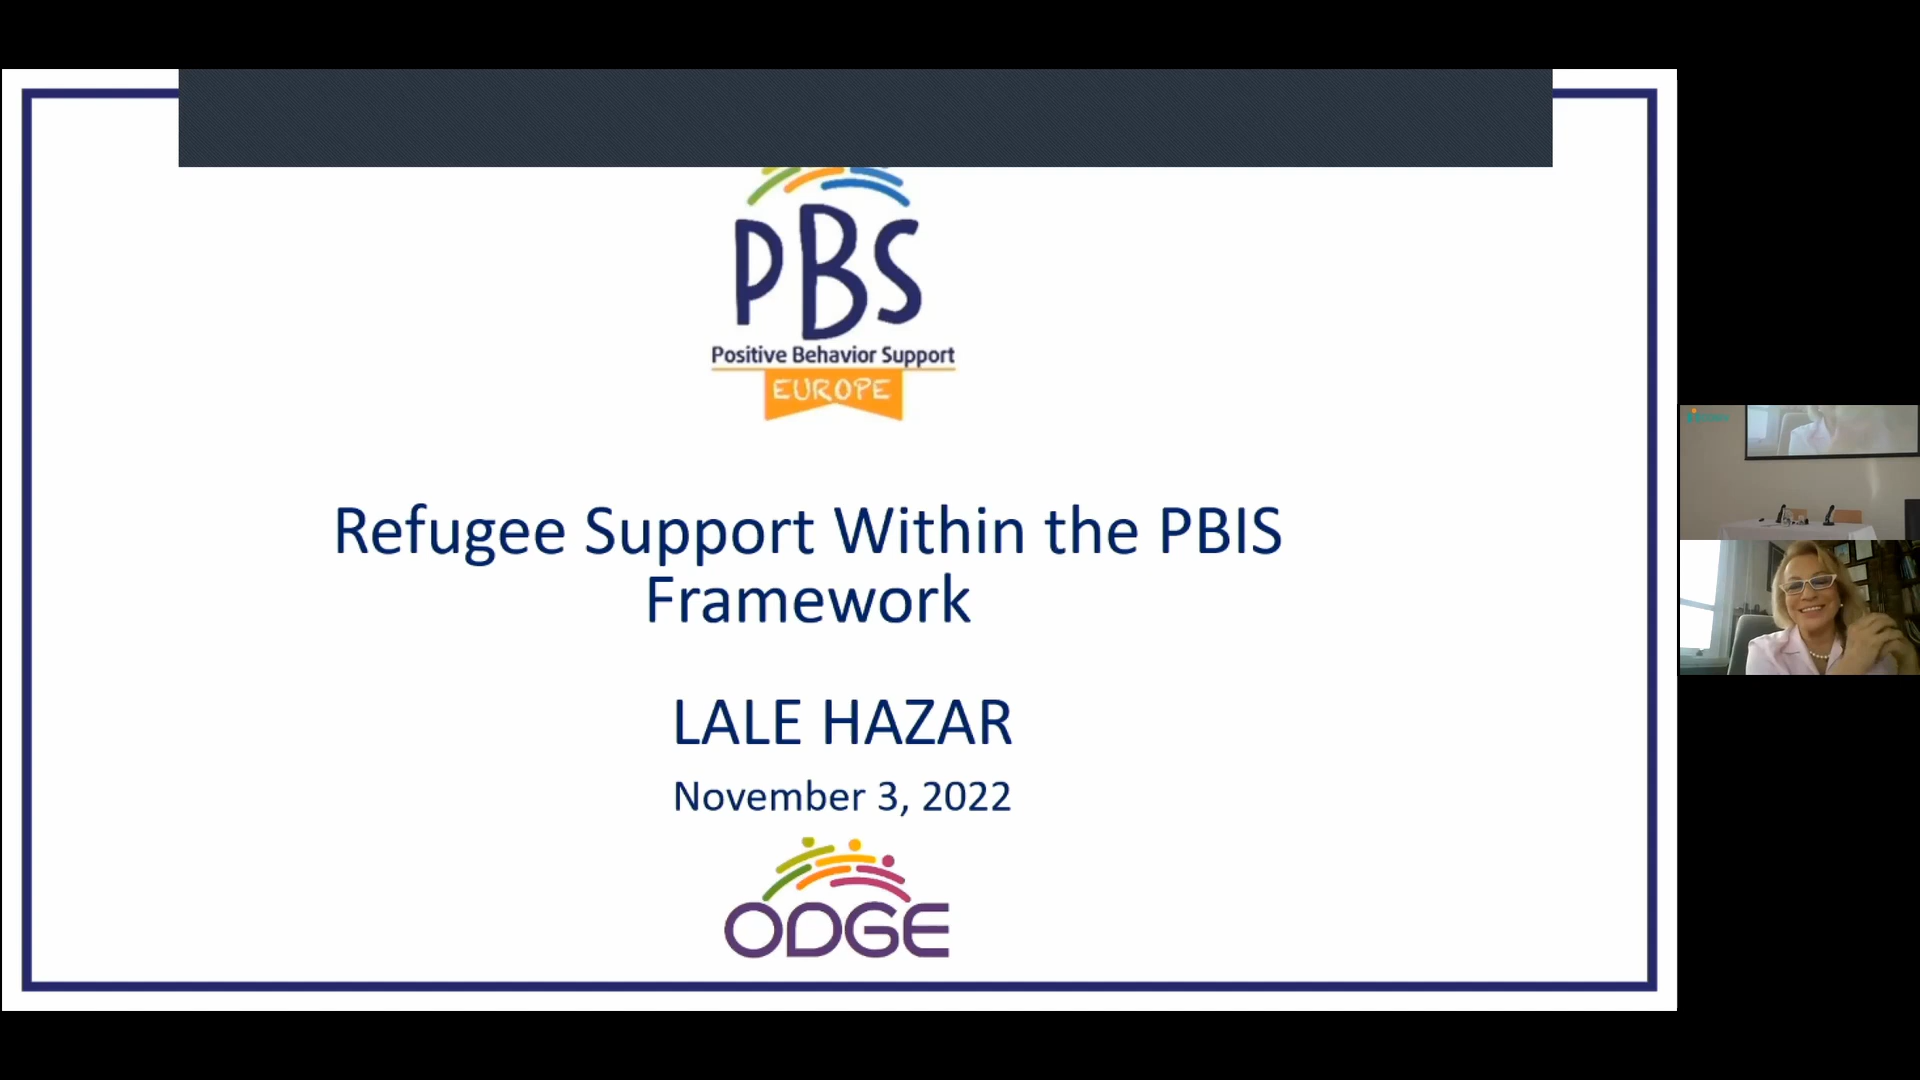 PBS
Positive Behavior Support
EUROPE
Refugee Support Within the PBIS
Framework
LALE HAZAR
November 3, 2022
ODGE